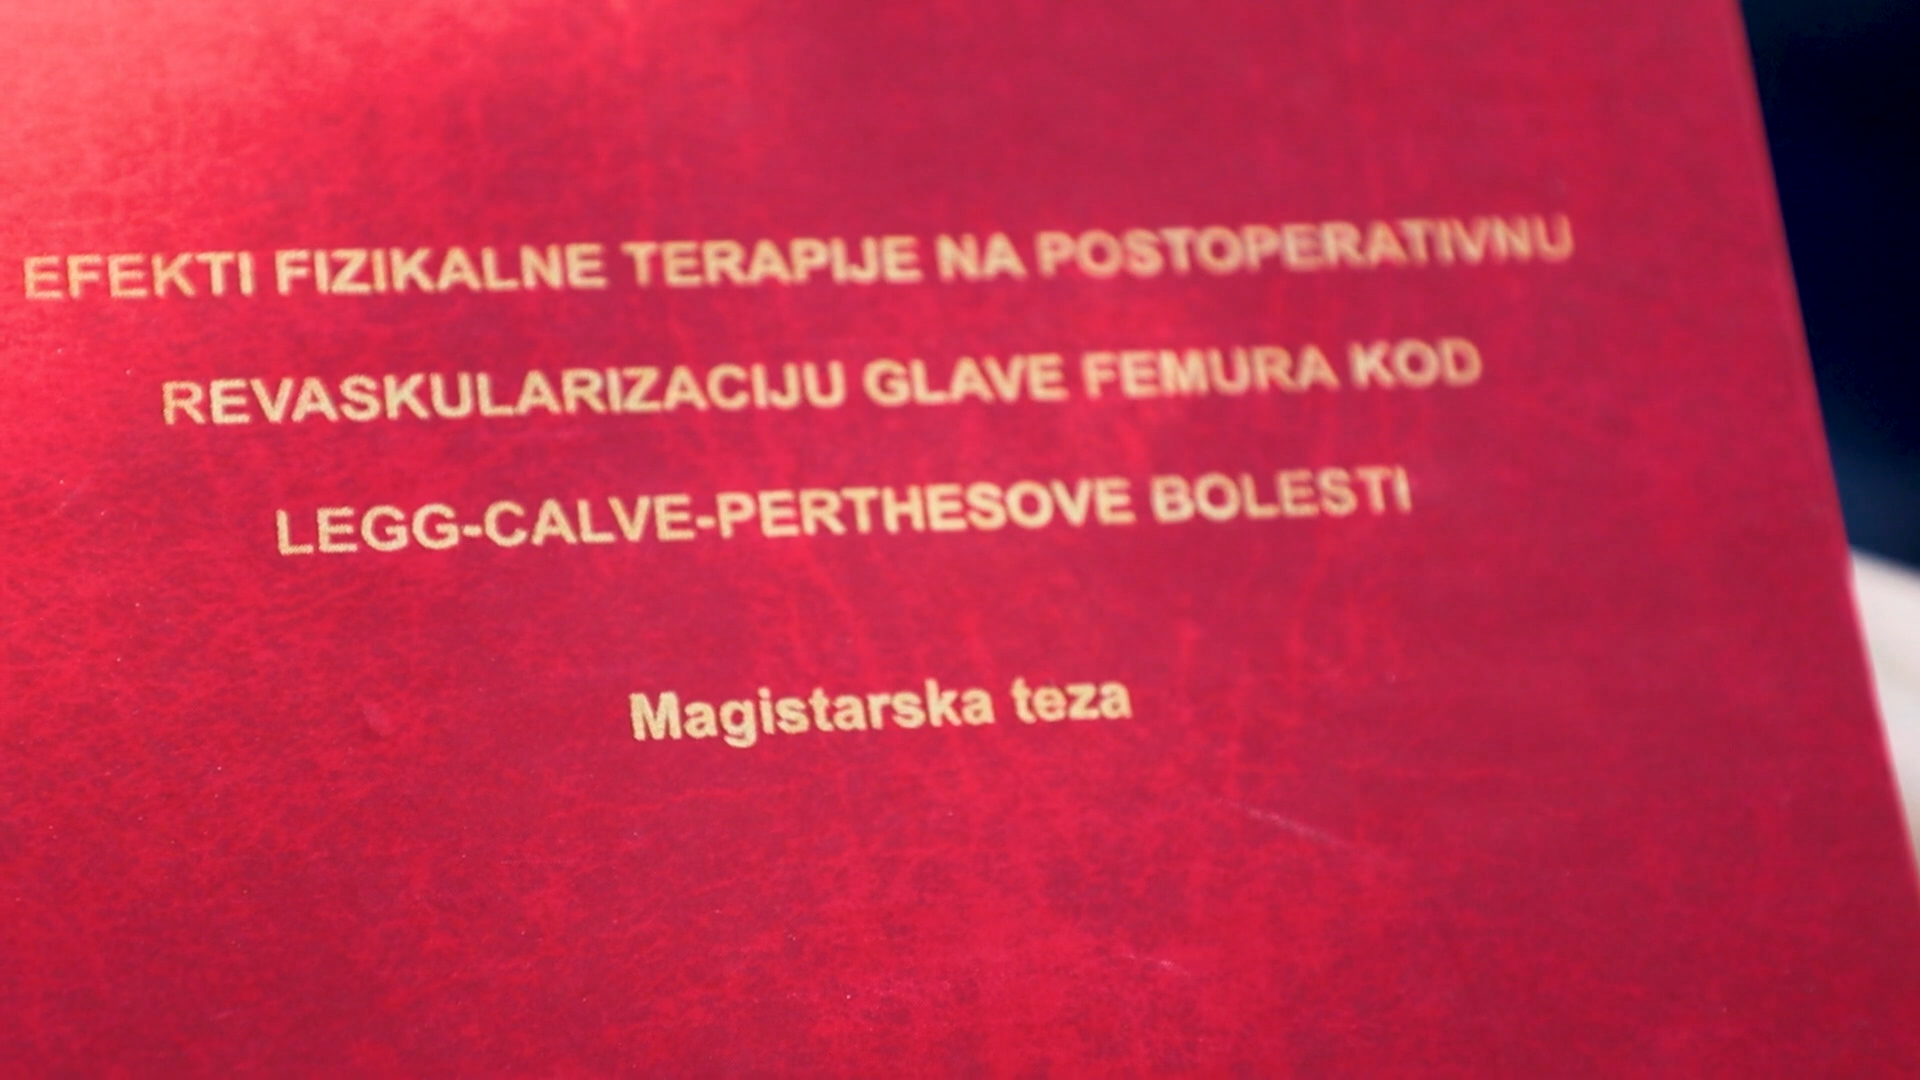 EFEKTI FIZIKALNE TERAPIJE NA POSTOPERATIVNU
REVASKULARIZACIJU GLAVE FEMURA KOD
LEGG-CALVE-PERTHESOVE BOLESTI
Magistarska teza